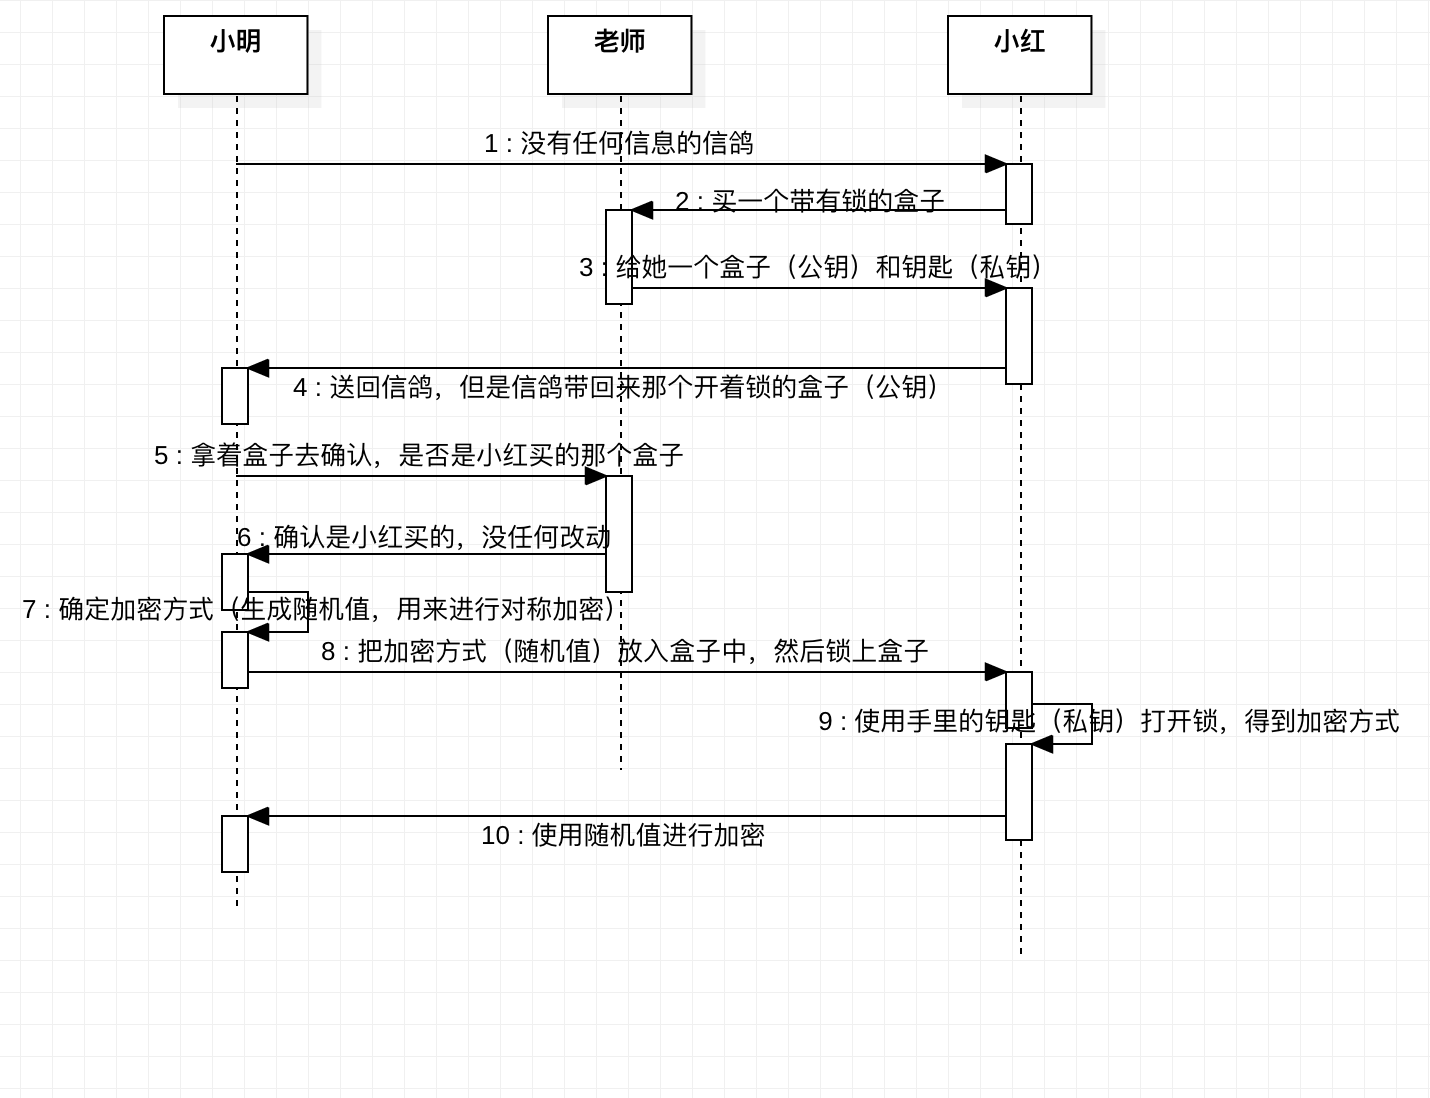 小明
老师
小红
1 : 没有任何信息的信鸽
2 : 买一个带有锁的盒子
3 : 给她一个盒子（公钥）和钥匙（私钥）
4 : 送回信鸽，但是信鸽带回来那个开着锁的盒子（公钥）
5 : 拿着盒子去确认，是否是小红买的那个盒子
6 : 确认是小红买的，没任何改动
7 : 确定加密方式（生成随机值，用来进行对称加密）
8 : 把加密方式（随机值）放入盒子中，然后锁上盒子
9 : 使用手里的钥匙（私钥）打开锁，得到加密方式
10 : 使用随机值进行加密